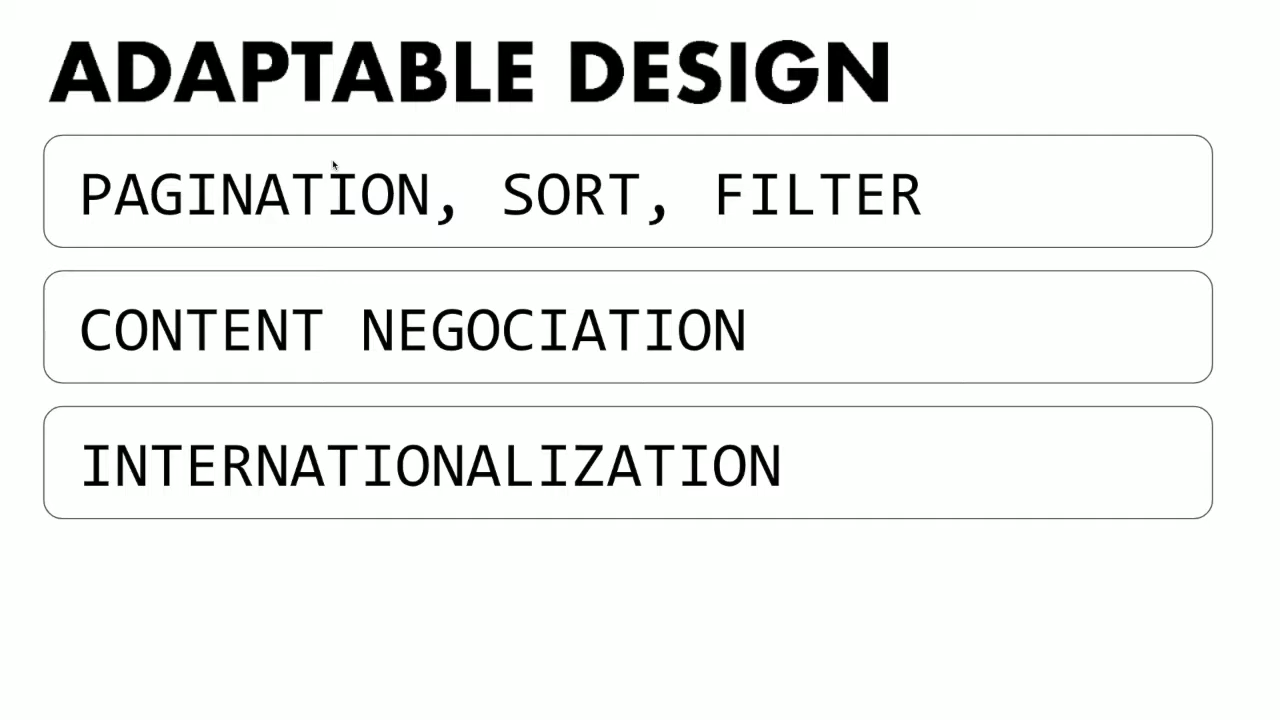 ADAPTABLE DESIGN
PAGINATION, SORT, FILTER
CONTENT NEGOCIATION
INTERNATIONALIZATION